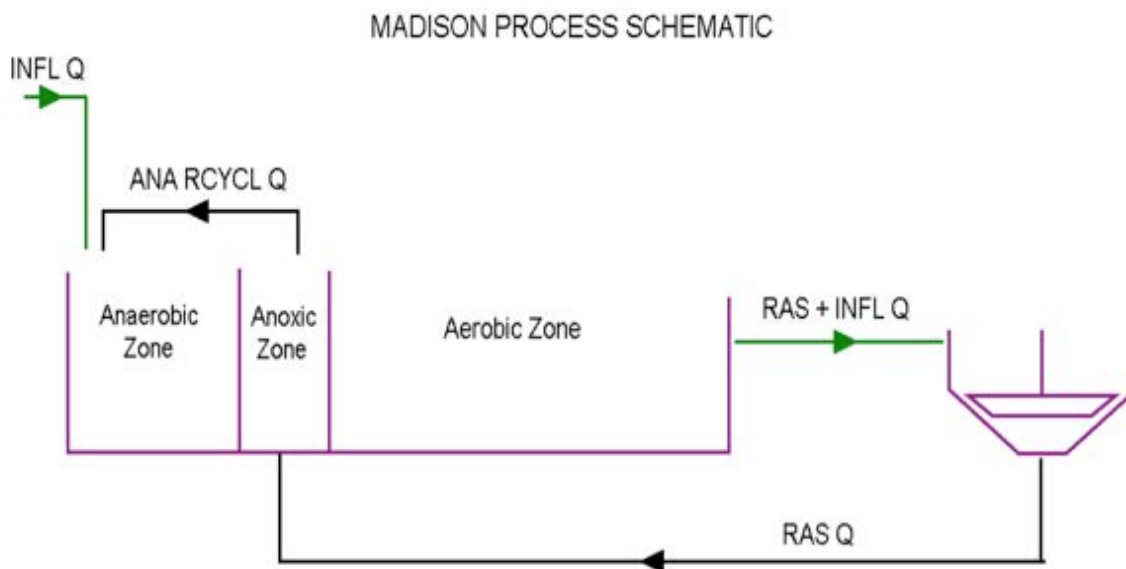 MADISON PROCESS SCHEMATIC
INFL Q
ANA RCYCL Q
Anaerobic
Zone
Anoxic
Zone
Aerobic Zone
RAS + INFL Q
RAS Q